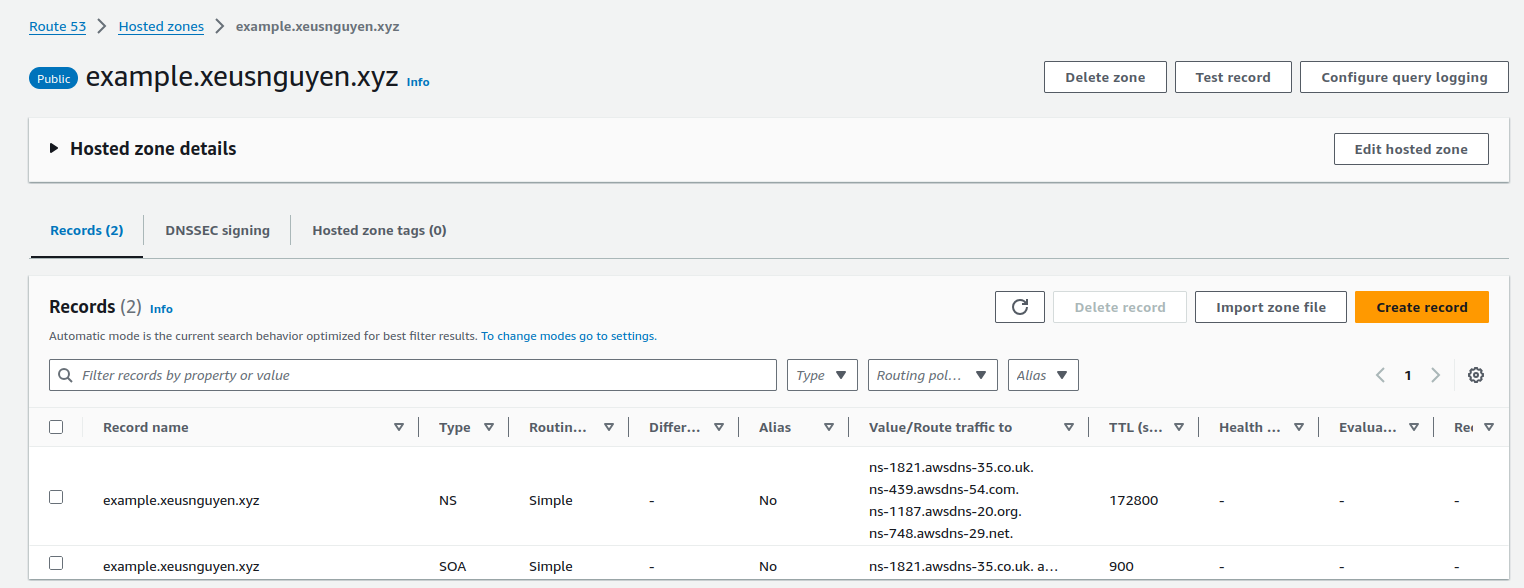 Route 53 > Hosted zones > example.xeusnguyen.xyz
Public example.xeusnguyen.xyz Info
Delete zone Test record Configure query logging
Hosted zone details Edit hosted zone
Records (2) DNSSEC signing Hosted zone tags (0)
Records (2) Info Delete record Import zone file Create record
Automatic mode is the current search behavior optimized for best filter results. To change modes go to settings.
Filter records by property or value Type Routing pol... Alias 1
Record name Type Routin... Differ... Alias Value/Route traffic to TTL (s... Health ... Evalua... Rec
ns-1821.awsdns-35.co.uk.
ns-439.awsdns-54.com.
example.xeusnguyen.xyz NS Simple - No 172800 - - -
ns-1187.awsdns-20.org.
ns-748.awsdns-29.net.
example.xeusnguyen.xyz SOA Simple - No ns-1821.awsdns-35.co.uk. a... 900 - - -